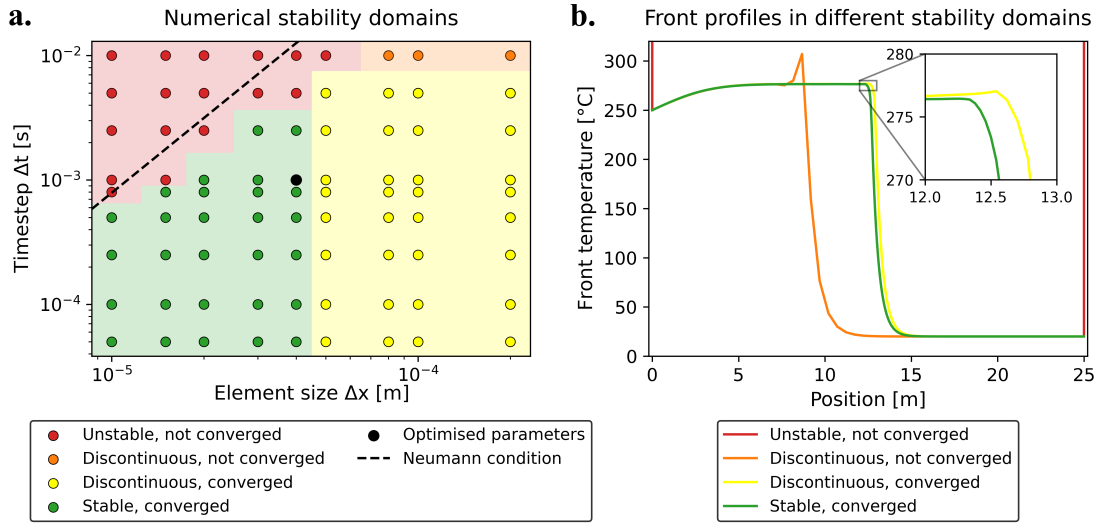 a.
Numerical stability domains
Timestep Δt [s]
10⁻²
10⁻³
10⁻⁴
10⁻⁵
10⁻⁴
Element size Δx [m]
Unstable, not converged
Discontinuous, not converged
Discontinuous, converged
Stable, converged
Optimised parameters
Neumann condition
b.
Front profiles in different stability domains
Front temperature [°C]
300
250
200
150
100
50
0
280
275
270
12.0 12.5 13.0
0 5 10 15 20 25
Position [m]
Unstable, not converged
Discontinuous, not converged
Discontinuous, converged
Stable, converged